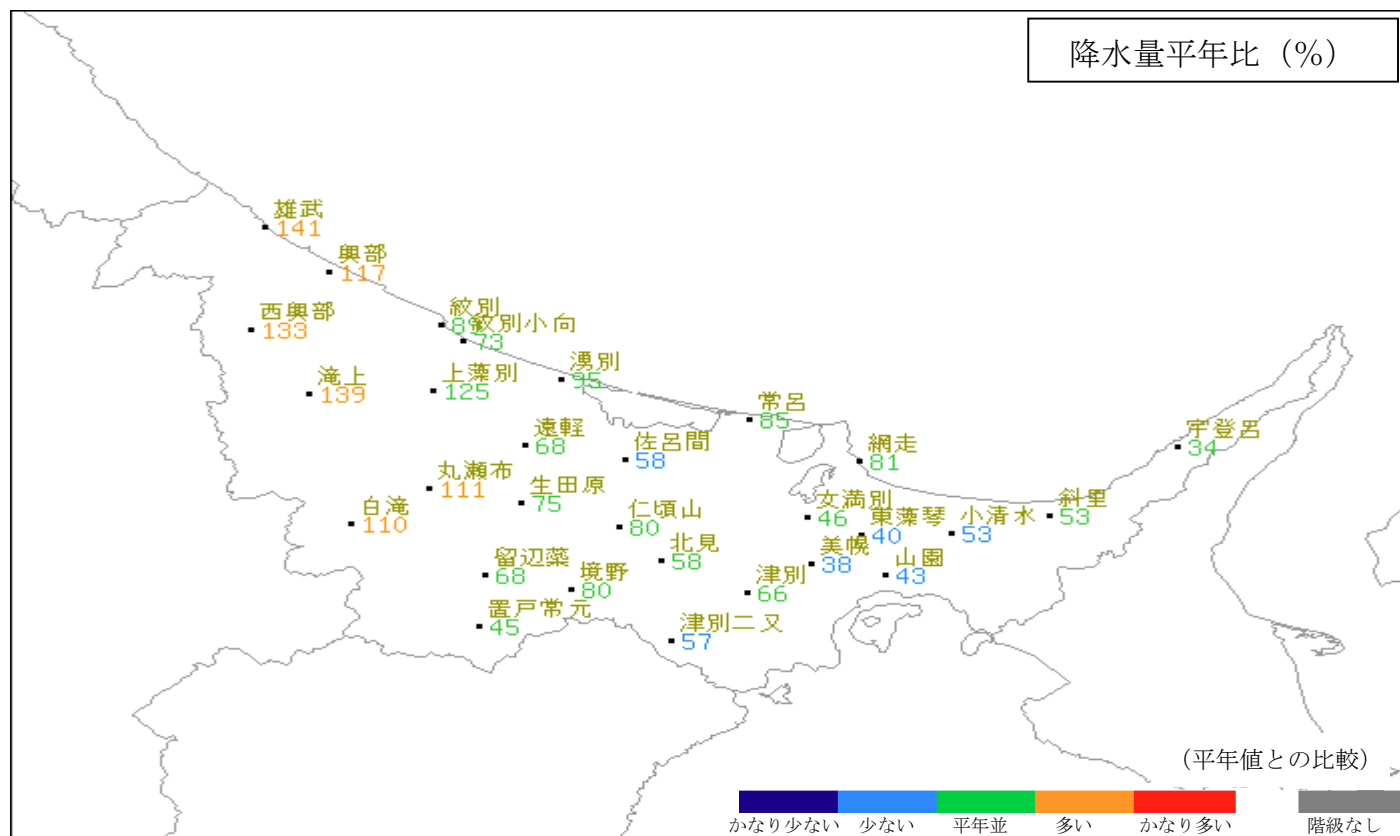 降水量平年比（％）
雄武
141
興部
117
西興部
133
紋別
89
紋別小向
73
滝上
139
上藻別
125
湧別
95
常呂
85
遠軽
68
佐呂間
58
網走
81
宇登呂
34
丸瀬布
111
生田原
75
白滝
110
仁頃山
80
女満別
46
東藻琴
40
小清水
53
斜里
53
留辺蘂
68
境野
80
北見
58
美幌
38
山園
43
津別
66
置戸常元
45
津別二又
57
（平年値との比較）
かなり少ない 少ない 平年並 多い かなり多い 階級なし